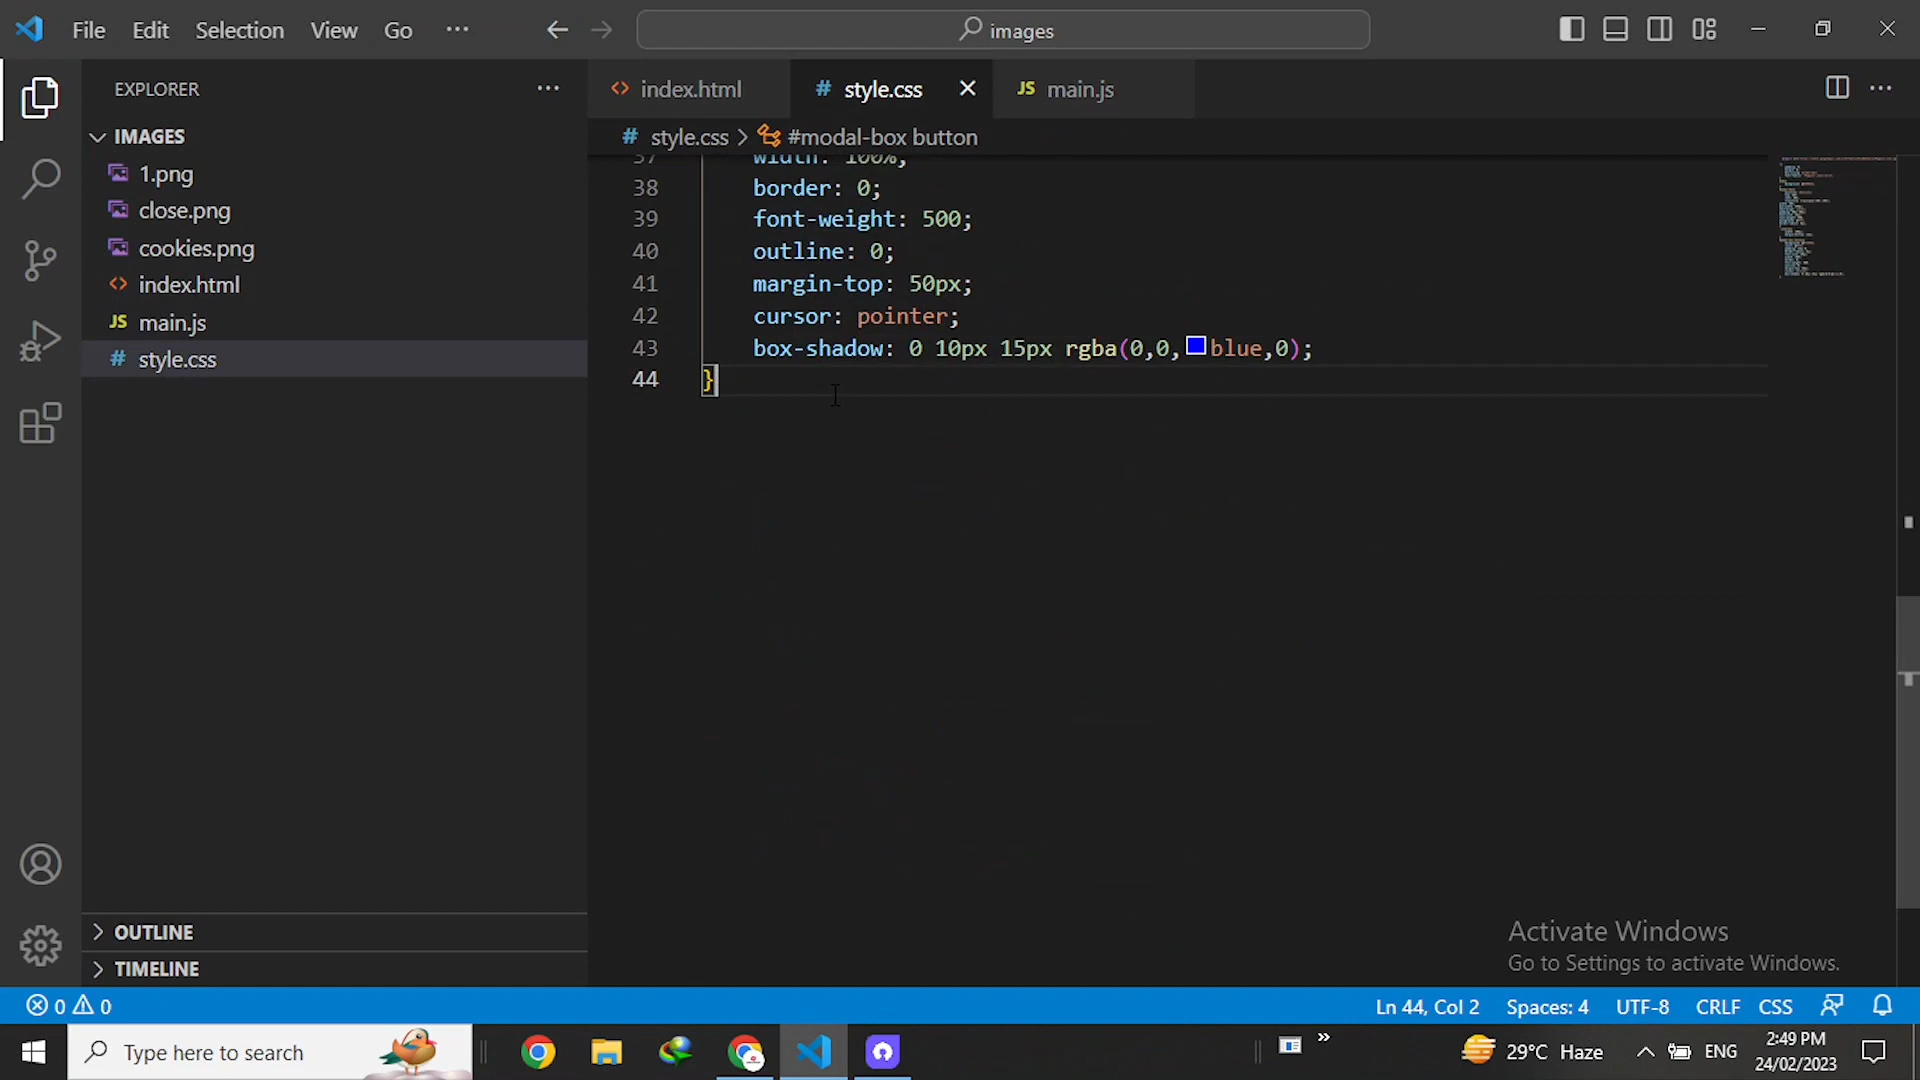 File Edit Selection View Go ···
images
EXPLORER
IMAGES
1.png
close.png
cookies.png
index.html
JS main.js
# style.css
OUTLINE
TIMELINE
index.html
# style.css
JS main.js
# style.css > #modal-box button
37 width: 100%;
38 border: 0;
39 font-weight: 500;
40 outline: 0;
41 margin-top: 50px;
42 cursor: pointer;
43 box-shadow: 0 10px 15px rgba(0,0,blue,0);
44 }
Activate Windows
Go to Settings to activate Windows.
0 0
Ln 44, Col 2 Spaces: 4 UTF-8 CRLF CSS
Type here to search
29°C Haze
ENG
2:49 PM
24/02/2023